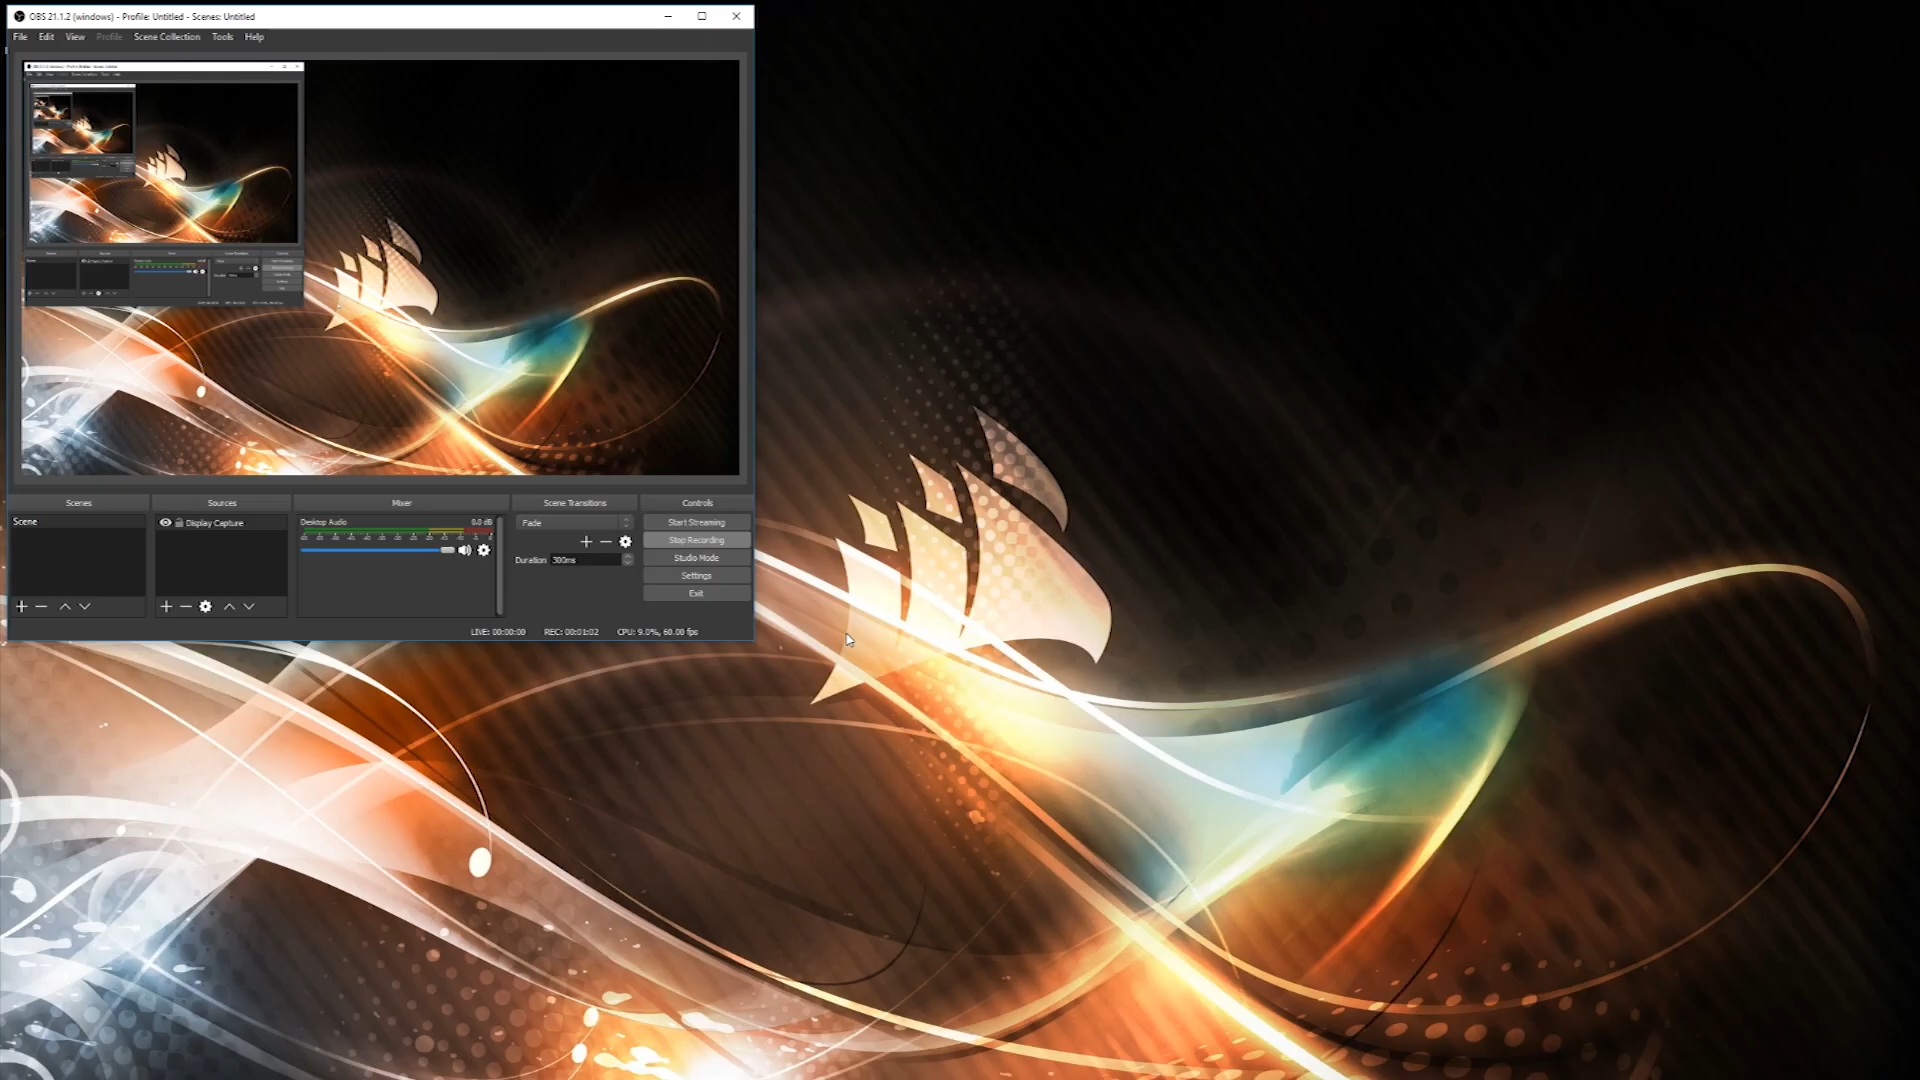 OBS 21.1.2 (windows) - Profile: Untitled - Scenes: Untitled
File Edit View Profile Scene Collection Tools Help
Scenes Sources Mixer Scene Transitions Controls
Scene
Display Capture
Desktop Audio 0.0 dB
Fade
Duration 300ms
Start Streaming
Stop Recording
Studio Mode
Settings
Exit
LIVE: 00:00:00 REC: 00:01:02 CPU: 9.0%, 60.00 fps